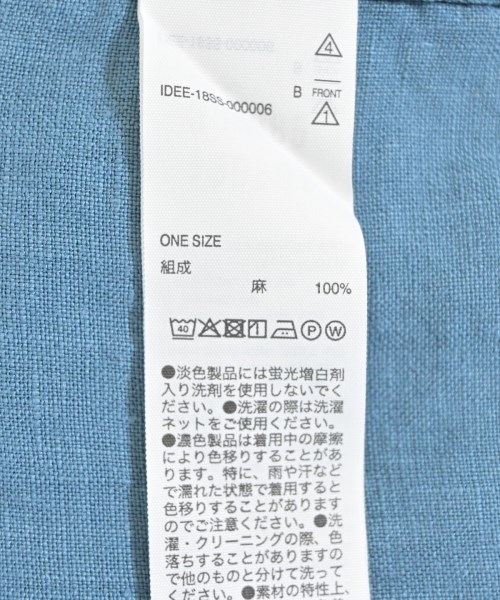 4
IDEE-18SS-000006 B FRONT
1
ONE SIZE
組成
麻 100%
40 P W
●淡色製品には蛍光増白剤
入り洗剤を使用しないでく
ださい。●洗濯の際は洗濯
ネットをご使用ください。
●濃色製品は着用中の摩擦
により色移りすることがあ
ります。特に、雨や汗など
で濡れた状態で着用すると
色移りすることがあります
のでご注意ください。●洗
濯・クリーニングの際、色
落ちすることがありますの
で他のものと分けて洗って
ください。●素材の特性上、